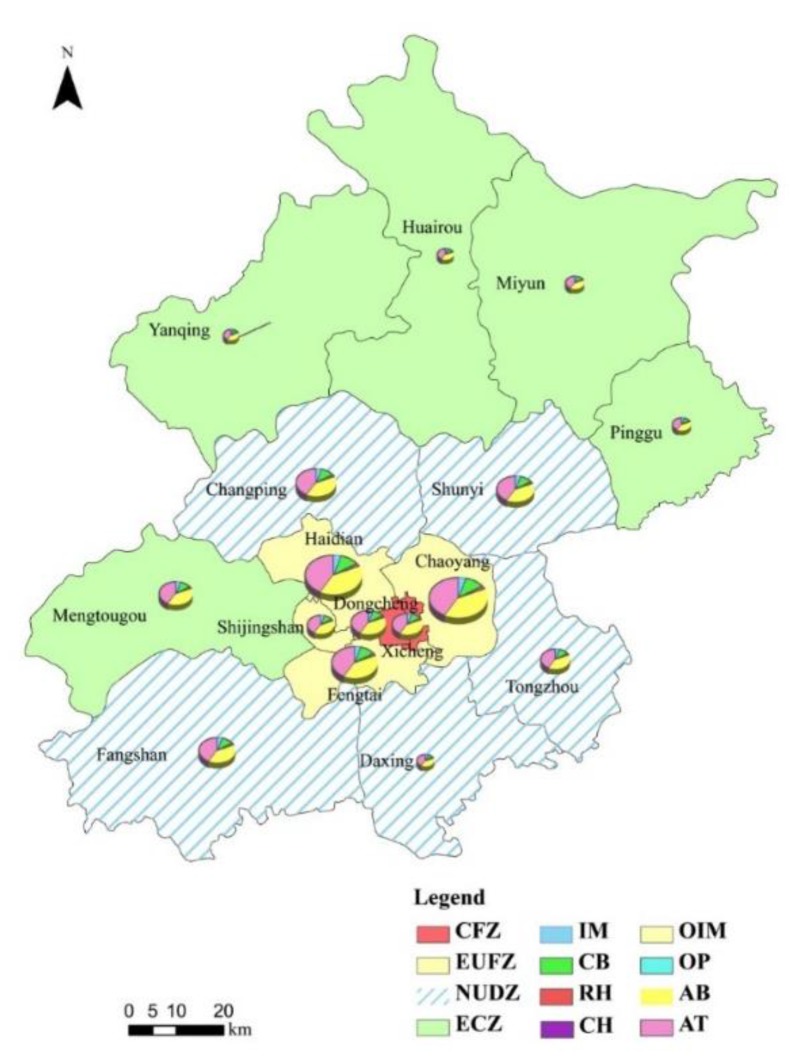 N
Huairou
Miyun
Yanqing
Pinggu
Changping
Shunyi
Haidian
Chaoyang
Mengtougou
Dongcheng
Shijingshan
Xicheng
Fengtai
Tongzhou
Fangshan
Daxing
Legend
CFZ IM OIM
EUFZ CB OP
NUDZ RH AB
ECZ CH AT
0 5 10 20
km